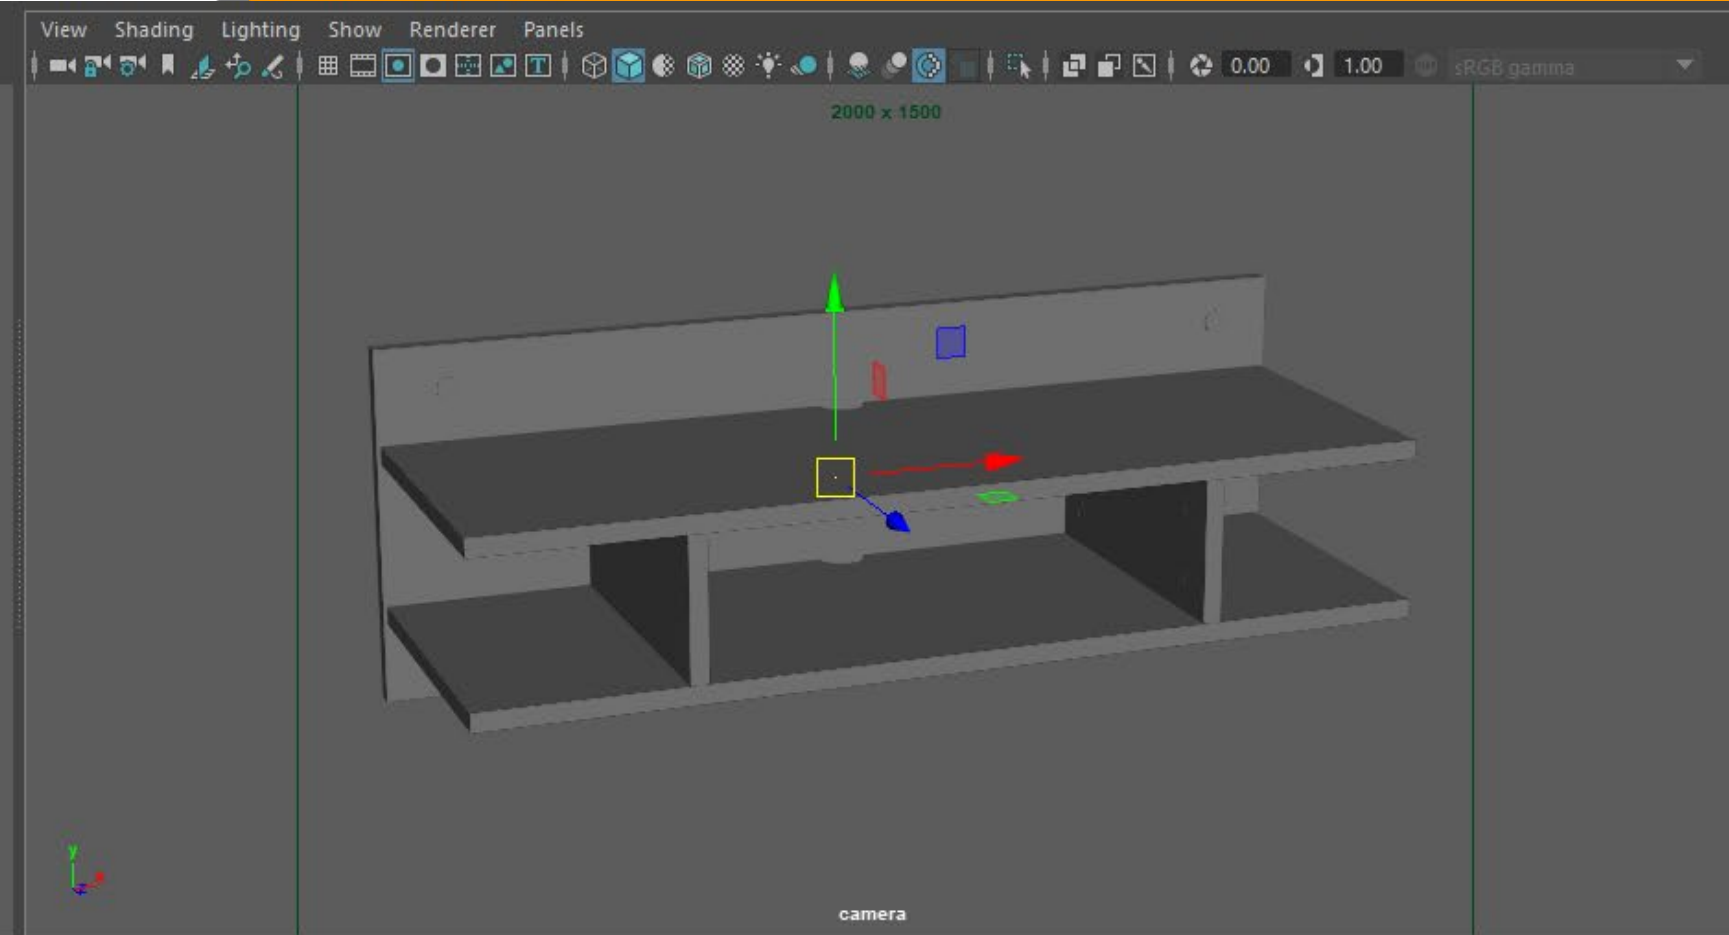 View Shading Lighting Show Renderer Panels
0.00 1.00 sRGB gamma
2000 x 1500
y
camera